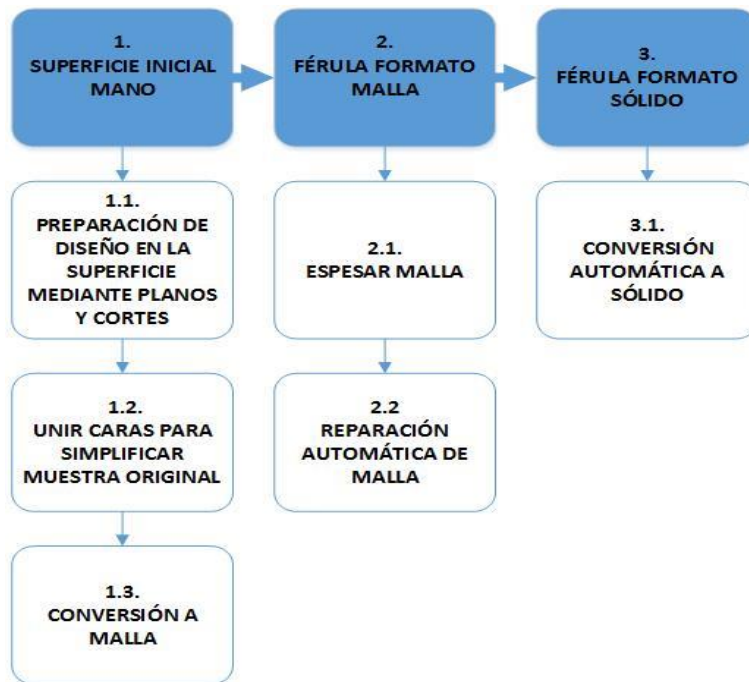 1.
SUPERFICIE INICIAL
MANO
2.
FÉRULA FORMATO
MALLA
3.
FÉRULA FORMATO
SÓLIDO
1.1.
PREPARACIÓN DE
DISEÑO EN LA
SUPERFICIE
MEDIANTE PLANOS
Y CORTES
2.1.
ESPESAR MALLA
3.1.
CONVERSIÓN
AUTOMÁTICA A
SÓLIDO
1.2.
UNIR CARAS PARA
SIMPLIFICAR
MUESTRA ORIGINAL
2.2
REPARACIÓN
AUTOMÁTICA DE
MALLA
1.3.
CONVERSIÓN A
MALLA